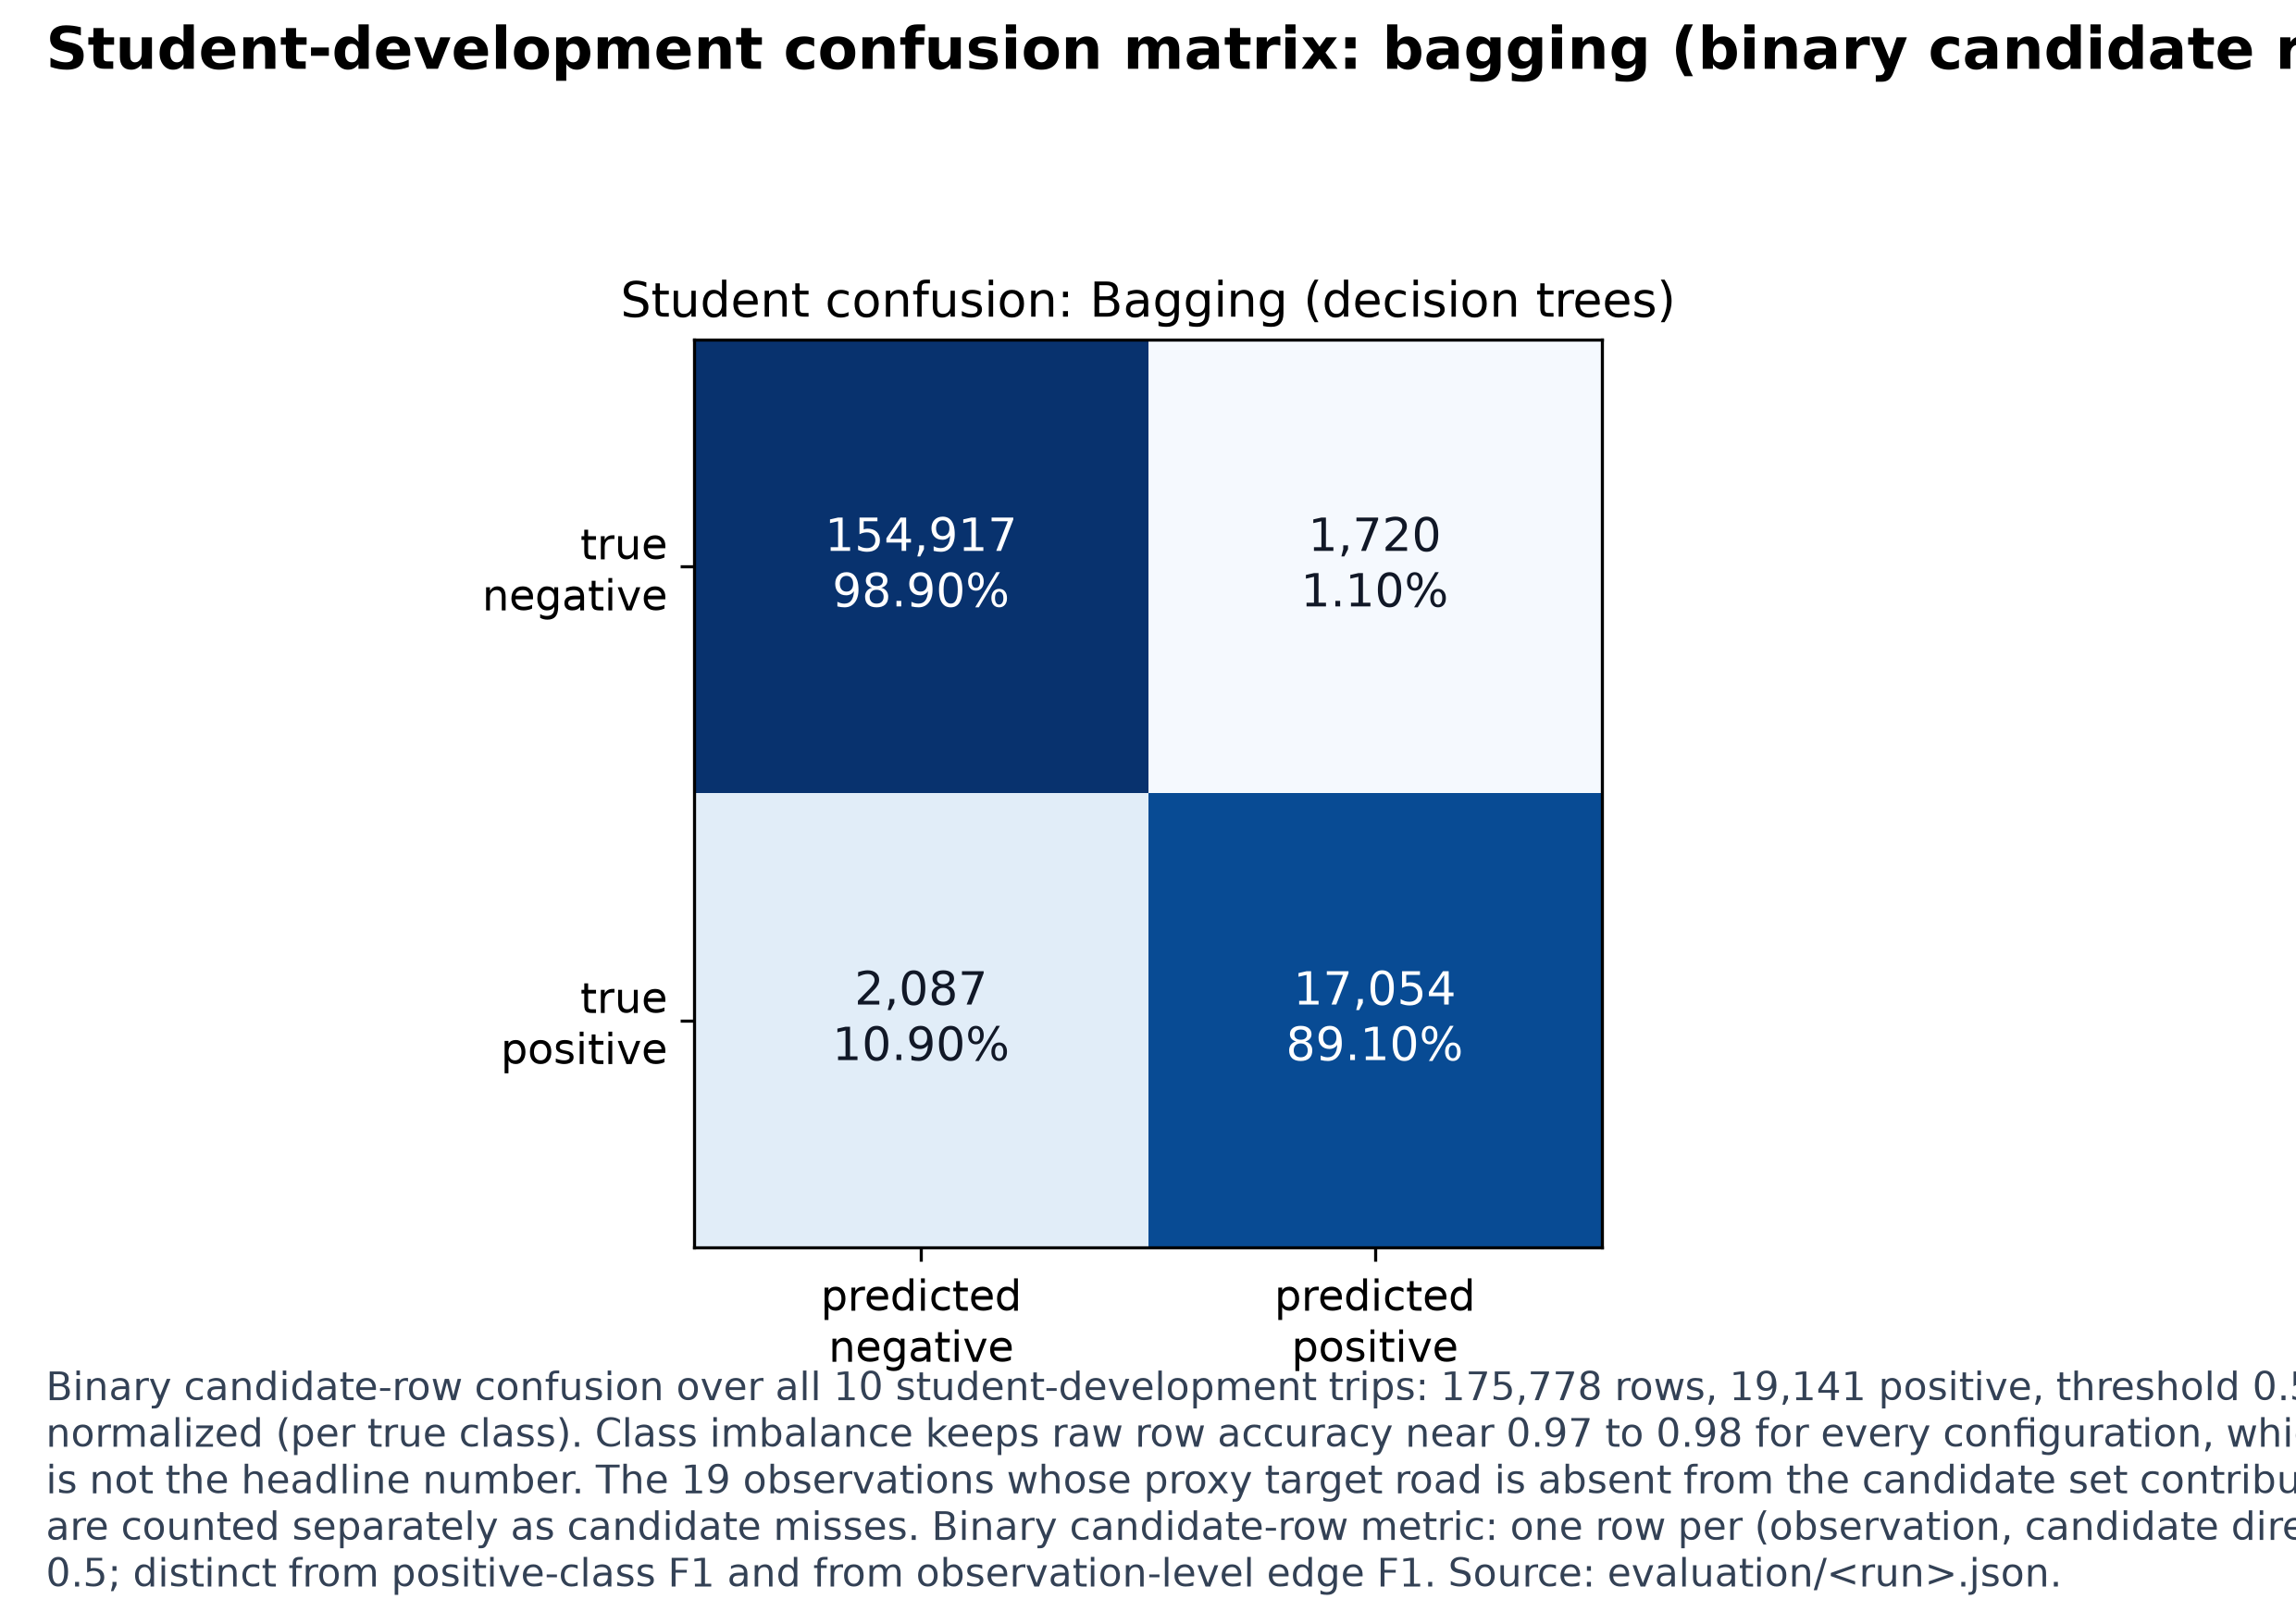 Student-development confusion matrix: bagging (binary candidate
Student confusion: Bagging (decision trees)
154,917
98.90%
1,720
1.10%
true
negative
2,087
10.90%
17,054
89.10%
true
positive
predicted
negative
predicted
positive
Binary candidate-row confusion over all 10 student-development trips: 175,778 rows, 19,141 positive, threshold
normalized (per true class). Class imbalance keeps raw row accuracy near 0.97 to 0.98 for every configuration,
is not the headline number. The 19 observations whose proxy target road is absent from the candidate set
are counted separately as candidate misses. Binary candidate-row metric: one row per (observation, candidate
0.5; distinct from positive-class F1 and from observation-level edge F1. Source: evaluation/<run>.json.